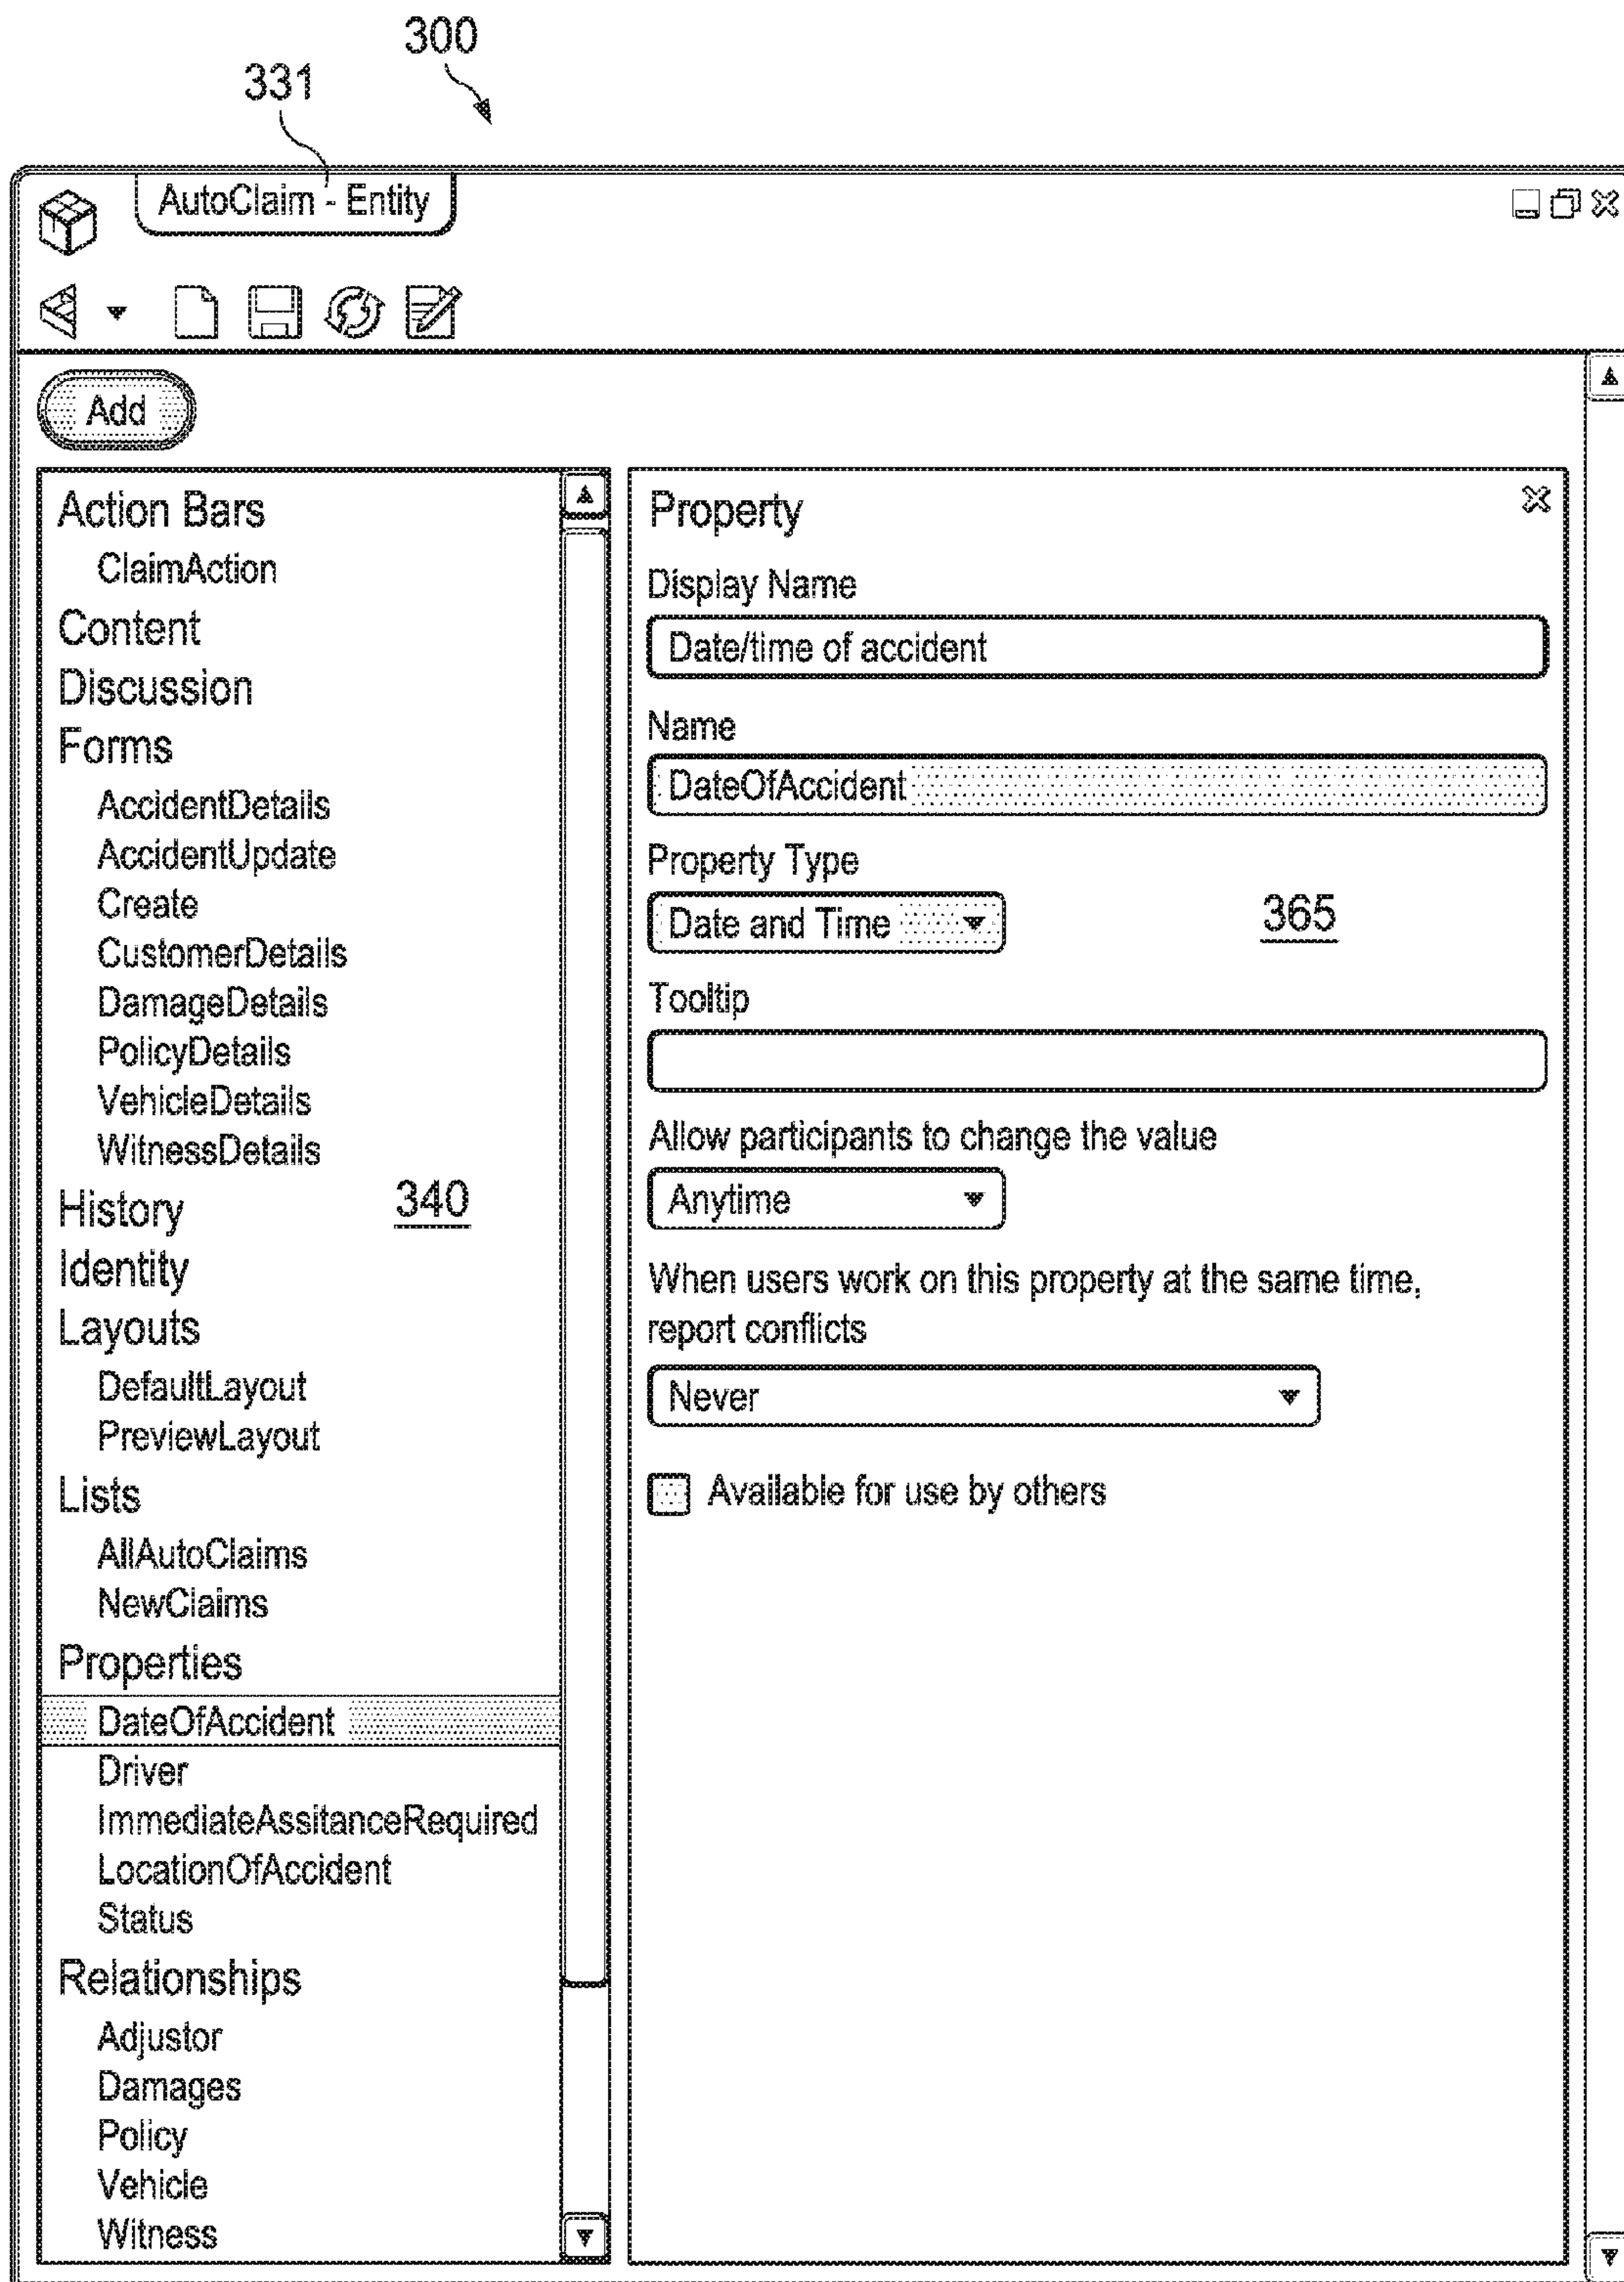 300
331
AutoClaim - Entity
Add
Action Bars
ClaimAction
Content
Discussion
Forms
AccidentDetails
AccidentUpdate
Create
CustomerDetails
DamageDetails
PolicyDetails
VehicleDetails
WitnessDetails
History
340
Identity
Layouts
DefaultLayout
PreviewLayout
Lists
AllAutoClaims
NewClaims
Properties
DateOfAccident
Driver
ImmediateAssitanceRequired
LocationOfAccident
Status
Relationships
Adjustor
Damages
Policy
Vehicle
Witness
Property
Display Name
Date/time of accident
Name
DateOfAccident
Property Type
Date and Time
365
Tooltip
Allow participants to change the value
Anytime
When users work on this property at the same time,
report conflicts
Never
Available for use by others